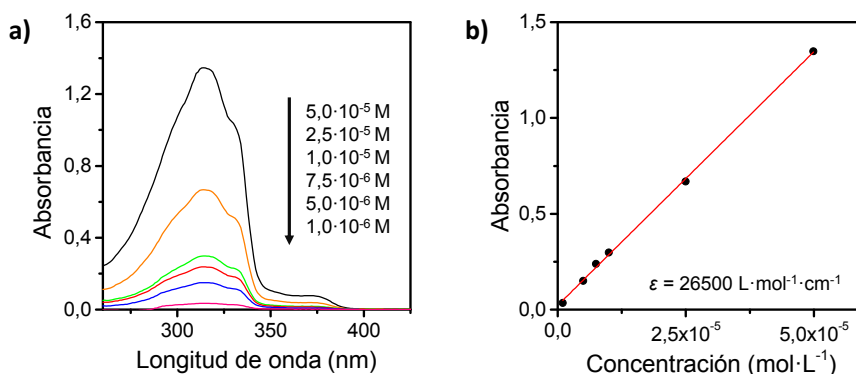 a)
Absorbancia
1,6
1,2
0,8
0,4
0,0
5,0·10⁻⁵ M
2,5·10⁻⁵ M
1,0·10⁻⁵ M
7,5·10⁻⁶ M
5,0·10⁻⁶ M
1,0·10⁻⁶ M
300
350
400
Longitud de onda (nm)
b)
Absorbancia
1,5
1,0
0,5
0,0
ε = 26500 L·mol⁻¹·cm⁻¹
0,0
2,5x10⁻⁵
5,0x10⁻⁵
Concentración (mol·L⁻¹)